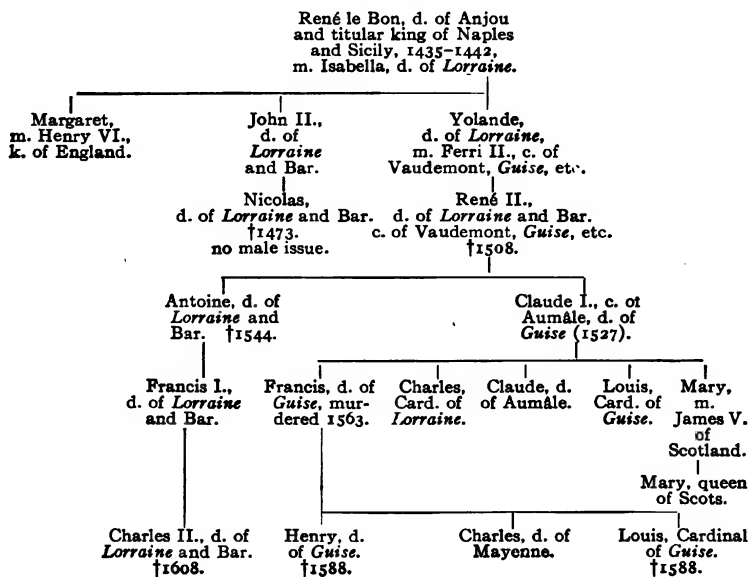 René le Bon, d. of Anjou
and titular king of Naples
and Sicily, 1435–1442,
m. Isabella, d. of Lorraine.
Margaret,
m. Henry VI.,
k. of England.
John II.,
d. of
Lorraine
and Bar.
Yolande,
d. of Lorraine,
m. Ferri II., c. of
Vaudemont, Guise, etc.
Nicolas,
d. of Lorraine and Bar.
†1473.
no male issue.
René II.,
d. of Lorraine and Bar.
c. of Vaudemont, Guise, etc.
†1508.
Antoine, d. of
Lorraine and
Bar. †1544.
Claude I., c. of
Aumâle, d. of
Guise (1527).
Francis I.,
d. of Lorraine
and Bar.
Francis, d. of
Guise, mur-
dered 1563.
Charles,
Card. of
Lorraine.
Claude, d.
of Aumâle.
Louis,
Card. of
Guise.
Mary,
m.
James V.
of
Scotland.
Mary, queen
of Scots.
Charles II., d. of
Lorraine and Bar.
†1608.
Henry, d.
of Guise.
†1588.
Charles, d. of
Mayenne.
Louis, Cardinal
of Guise.
†1588.